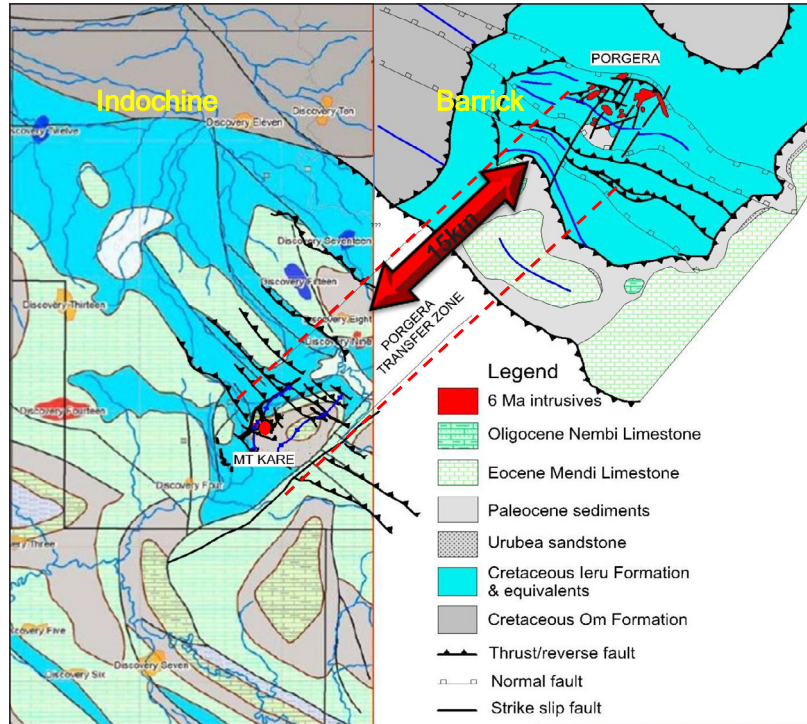 Indochine
Barrick
PORGERA
Discovery Ten
Discovery Eleven
Discovery Twelve
Discovery Seventeen
???
Discovery Fifteen
15km
Discovery Thirteen
Discovery Eight
Discovery Nine
PORGERA
TRANSFER ZONE
Discovery Fourteen
MT KARE
Discovery Four
Three
Discovery Five
Discovery Six
Discovery Seven
Legend
6 Ma intrusives
Oligocene Nembi Limestone
Eocene Mendi Limestone
Paleocene sediments
Urubea sandstone
Cretaceous Ieru Formation
& equivalents
Cretaceous Om Formation
Thrust/reverse fault
Normal fault
Strike slip fault